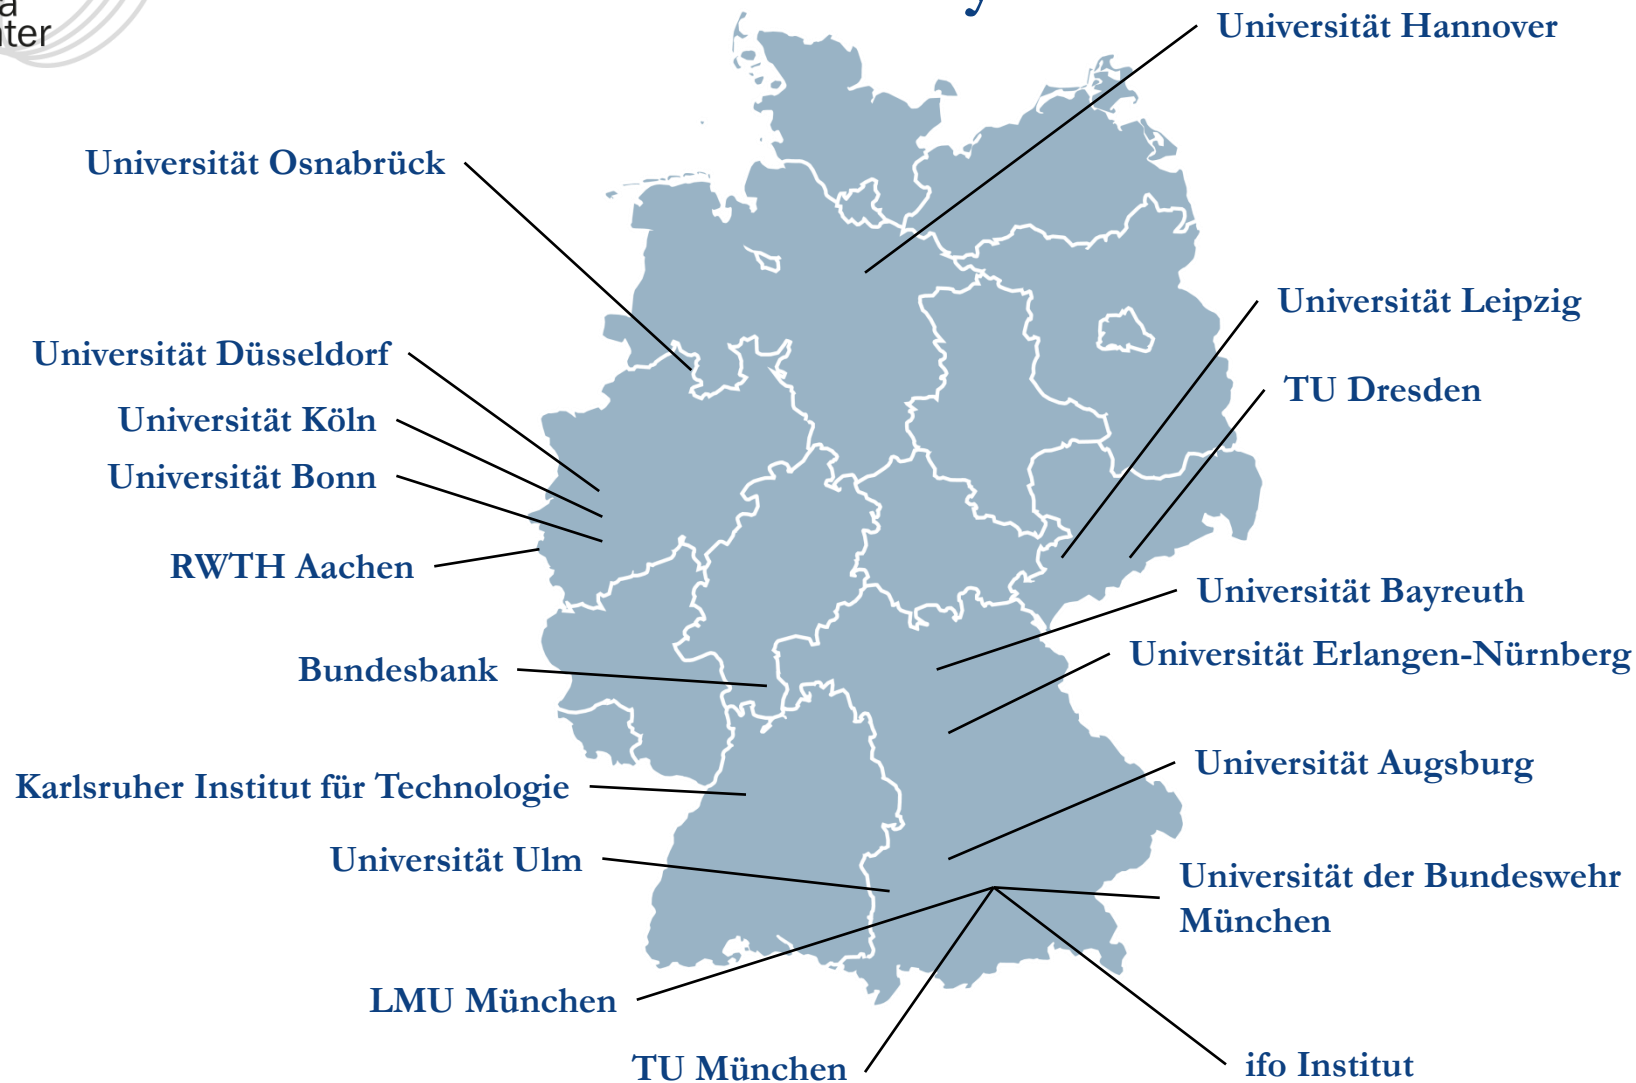 Universität Hannover
Universität Osnabrück
Universität Leipzig
Universität Düsseldorf
TU Dresden
Universität Köln
Universität Bonn
RWTH Aachen
Universität Bayreuth
Universität Erlangen-Nürnberg
Bundesbank
Universität Augsburg
Karlsruher Institut für Technologie
Universität Ulm
Universität der Bundeswehr
München
LMU München
TU München
ifo Institut